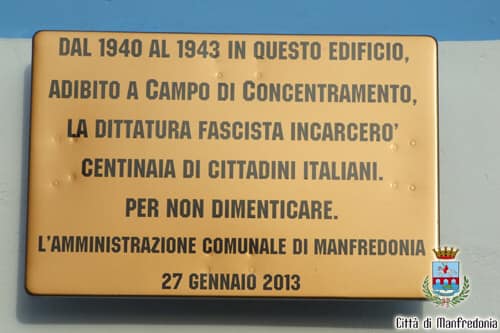 DAL 1940 AL 1943 IN QUESTO EDIFICIO,
ADIBITO A CAMPO DI CONCENTRAMENTO,
LA DITTATURA FASCISTA INCARCERO'
CENTINAIA DI CITTADINI ITALIANI.
PER NON DIMENTICARE.
L'AMMINISTRAZIONE COMUNALE DI MANFREDONIA
27 GENNAIO 2013
Città di Manfredonia